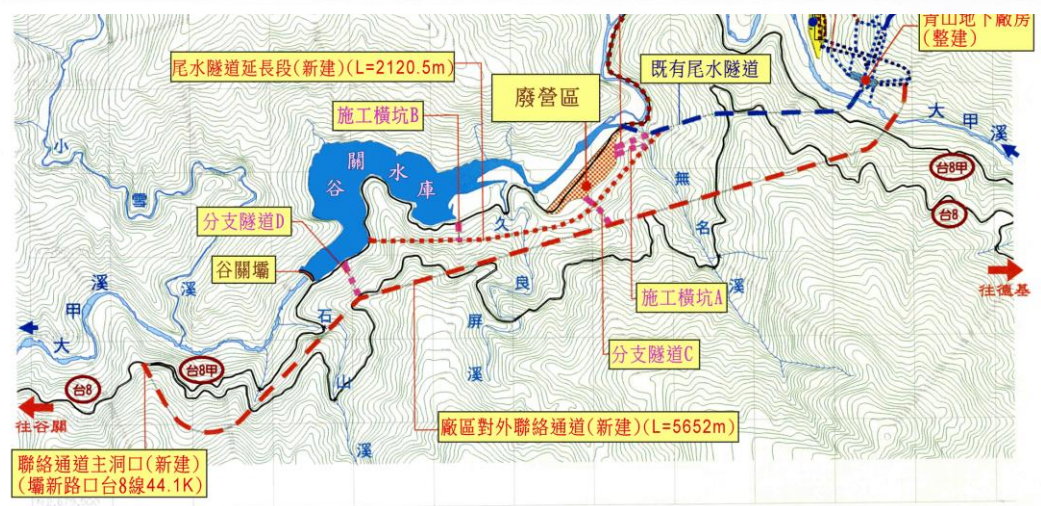 青山地下廠房
(整建)
尾水隧道延長段(新建)(L=2120.5m)
既有尾水隧道
廢營區
施工橫坑B
大甲溪
小雪溪
谷關水庫
台8甲
無名溪
台8
分支隧道D
久良屏溪
谷關壩
往德基
施工橫坑A
大甲溪
石山溪
分支隧道C
台8甲
台8
往谷關
廠區對外聯絡通道(新建)(L=5652m)
聯絡通道主洞口(新建)
(壩新路口台8線44.1K)